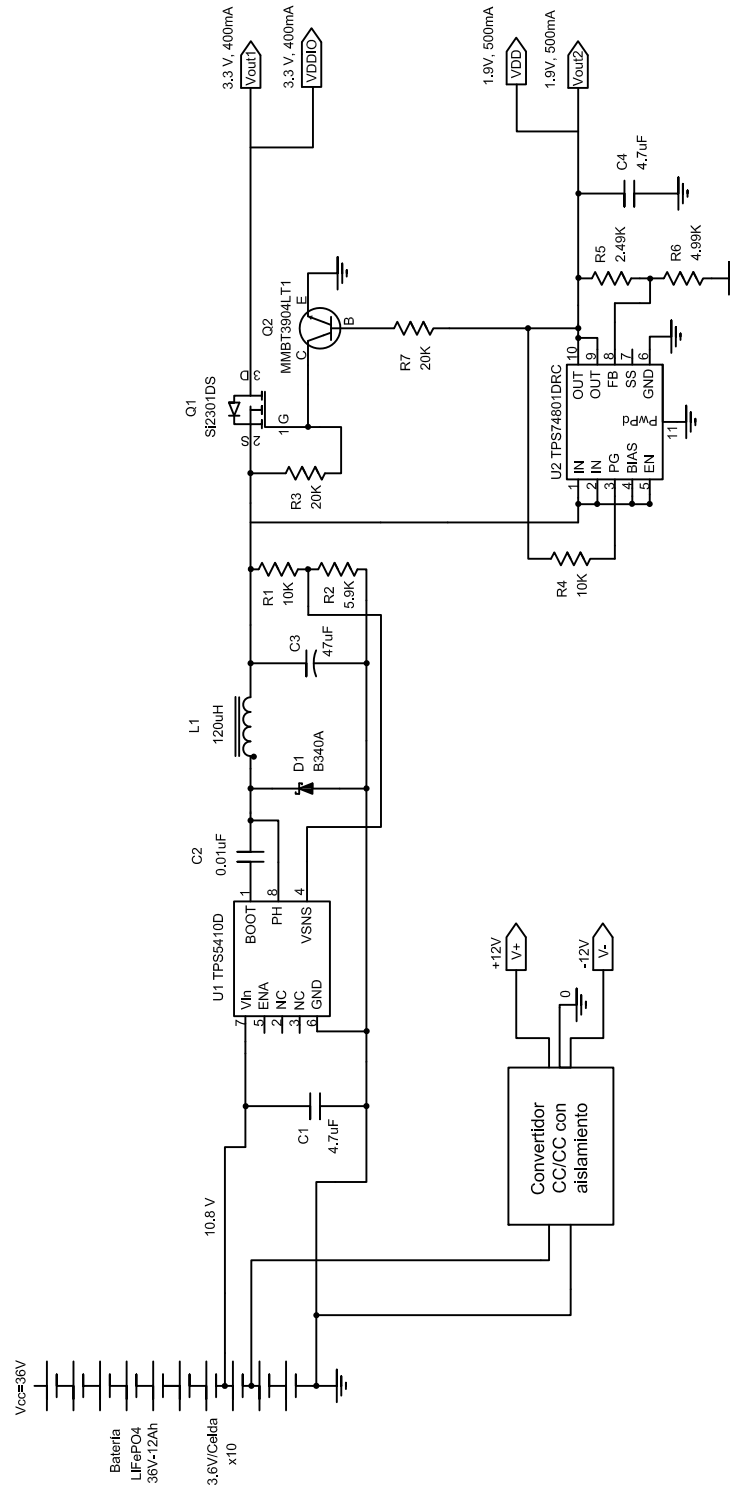 Vcc=36V
Batería
LiFePO4
36V-12Ah
3.6V/Celda
x10
10.8 V
C1
4.7uF
U1 TPS5410D
7
VIn
5
ENA
2
NC
3
NC
6
GND
BOOT
1
PH
8
VSNS
4
C2
0.01uF
D1
B340A
L1
120uH
C3
47uF
R1
10K
R2
5.9K
R3
20K
Q1
Si2301DS
2 S
3 D
1 G
Q2
MMBT3904LT1
C
E
B
R7
20K
3.3 V, 400mA
Vout1
3.3 V, 400mA
VDDIO
1.9V, 500mA
VDD
1.9V, 500mA
Vout2
C4
4.7uF
R5
2.49K
R6
4.99K
R4
10K
U2 TPS74801DRC
1
IN
2
IN
3
PG
4
BIAS
5
EN
OUT
10
OUT
9
FB
8
SS
7
GND
6
PwPd
11
Convertidor
CC/CC con
aislamiento
+12V
V+
0
-12V
V-